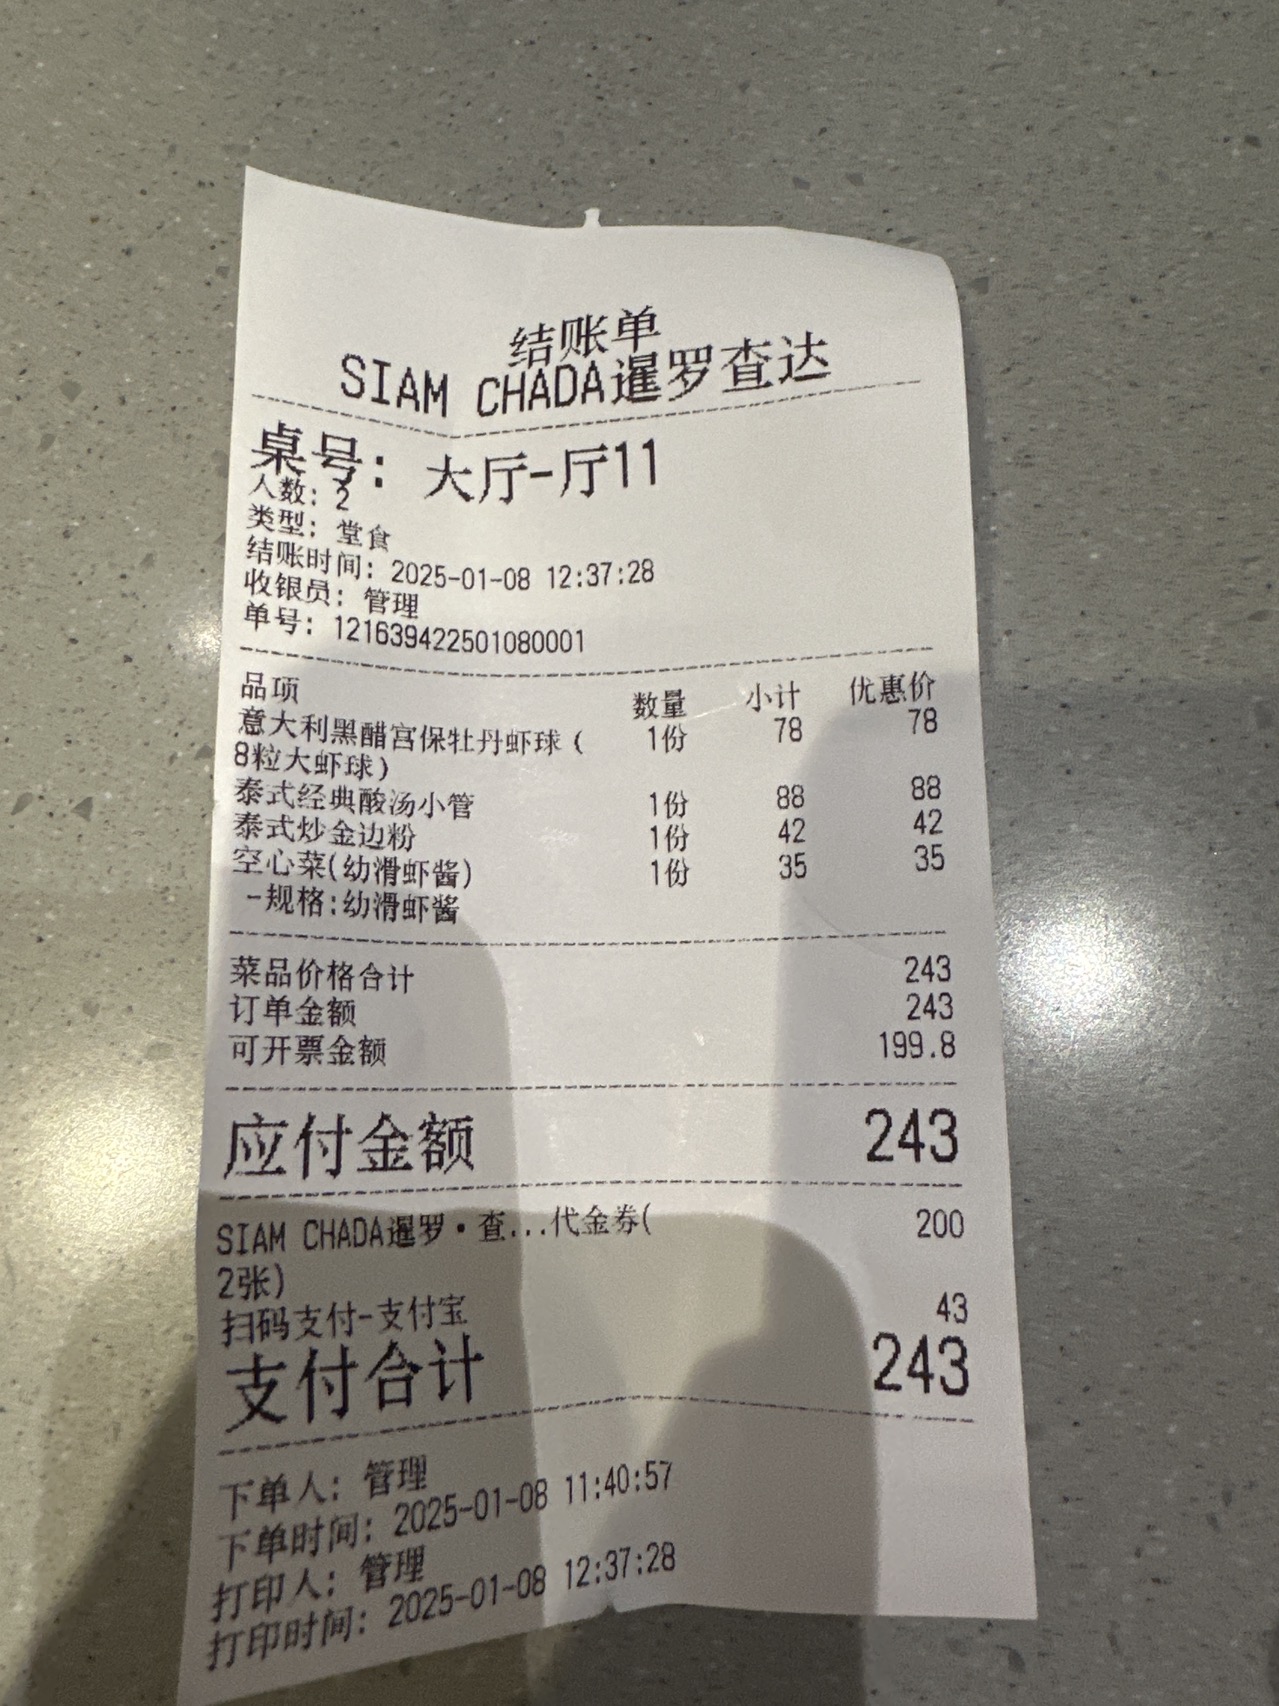 结账单
SIAM CHADA暹罗查达
桌号: 大厅-厅11
人数: 2
类型: 堂食
结账时间: 2025-01-08 12:37:28
收银员: 管理
单号: 121639422501080001
品项 数量 小计 优惠价
意大利黑醋宫保牡丹虾球( 1份 78 78
8粒大虾球)
泰式经典酸汤小管 1份 88 88
泰式炒金边粉 1份 42 42
空心菜(幼滑虾酱) 1份 35 35
-规格:幼滑虾酱
菜品价格合计 243
订单金额 243
可开票金额 199.8
应付金额 243
SIAM CHADA暹罗·查...代金券( 200
2张)
扫码支付-支付宝 43
支付合计 243
下单人: 管理
下单时间: 2025-01-08 11:40:57
打印人: 管理
打印时间: 2025-01-08 12:37:28